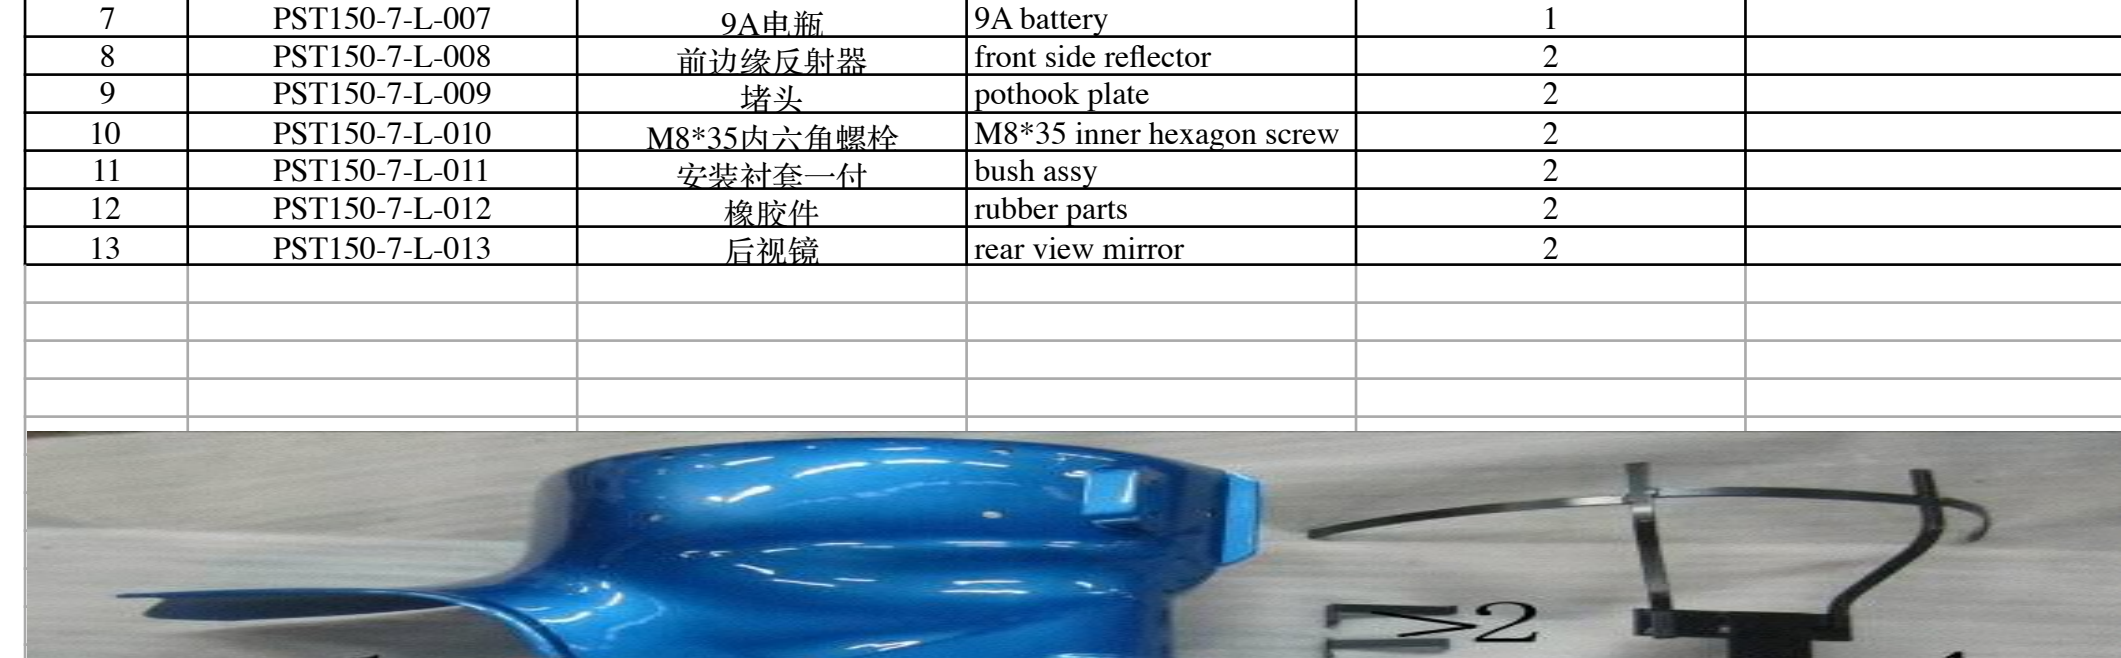 7 PST150-7-L-007 9A电瓶 9A battery 1
8 PST150-7-L-008 前边缘反射器 front side reflector 2
9 PST150-7-L-009 堵头 pothook plate 2
10 PST150-7-L-010 M8*35内六角螺栓 M8*35 inner hexagon screw 2
11 PST150-7-L-011 安装衬套一付 bush assy 2
12 PST150-7-L-012 橡胶件 rubber parts 2
13 PST150-7-L-013 后视镜 rear view mirror 2
2